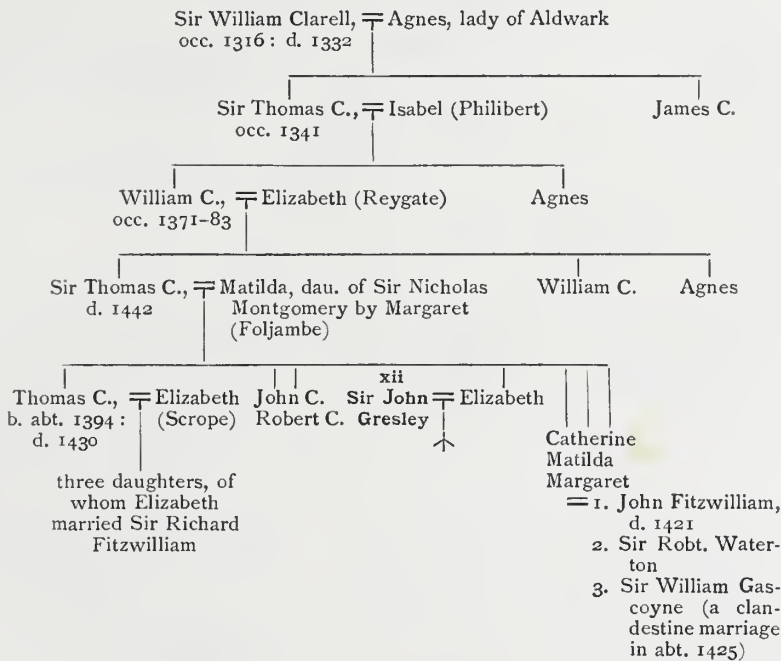 Sir William Clarell, = Agnes, lady of Aldwark
occ. 1316 : d. 1332
Sir Thomas C., = Isabel (Philibert)
occ. 1341
James C.
William C., = Elizabeth (Reygate)
occ. 1371-83
Agnes
Sir Thomas C., = Matilda, dau. of Sir Nicholas
d. 1442
Montgomery by Margaret
(Foljambe)
William C.
Agnes
Thomas C., = Elizabeth
b. abt. 1394 : (Scrope)
d. 1430
John C.
Robert C.
xii
Sir John = Elizabeth
Gresley
Catherine
Matilda
Margaret
three daughters, of
whom Elizabeth
married Sir Richard
Fitzwilliam
= 1. John Fitzwilliam,
d. 1421
2. Sir Robt. Water-
ton
3. Sir William Gas-
coyne (a clan-
destine marriage
in abt. 1425)